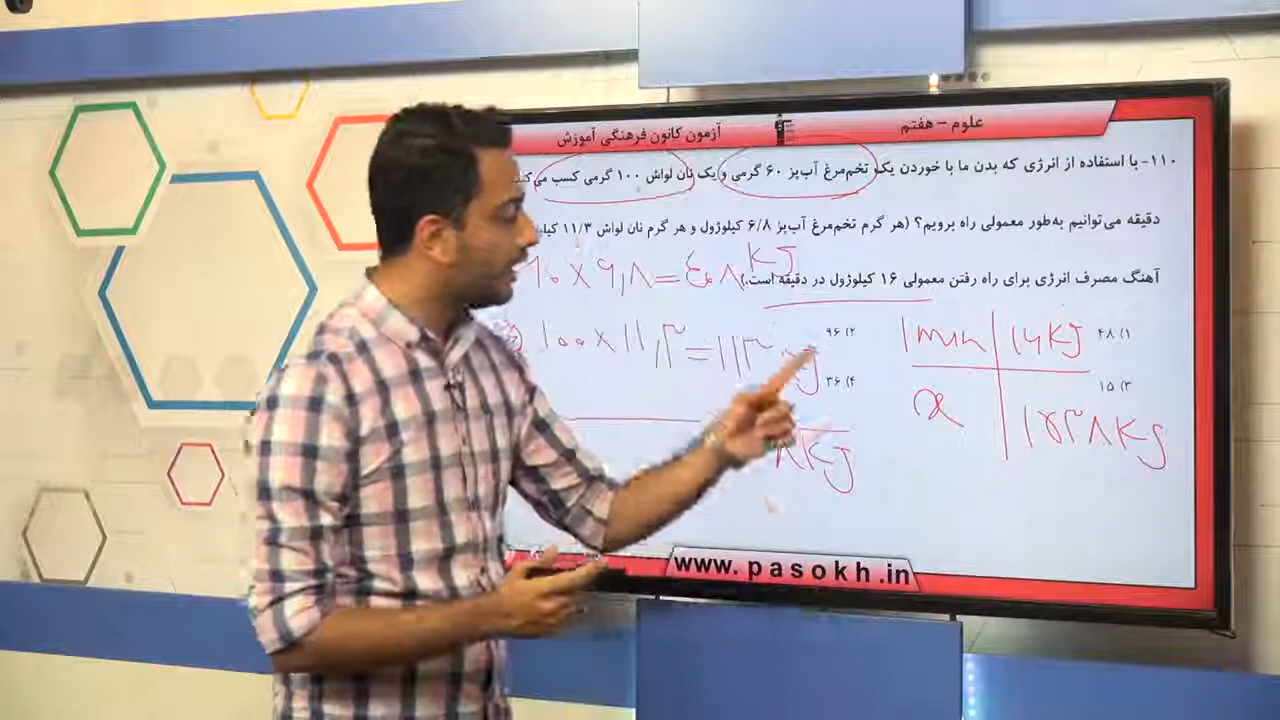 علوم - هفتم
آزمون کانون فرهنگی آموزش
۱۱۰- با استفاده از انرژی که بدن ما با خوردن یک تخم‌مرغ آب‌پز ۶۰ گرمی و یک نان لواش ۱۰۰ گرمی کسب می‌کند،
دقیقه می‌توانیم به‌طور معمولی راه برویم؟ (هر گرم تخم‌مرغ آب‌پز ۶/۸ کیلوژول و هر گرم نان لواش ۱۱/۳
آهنگ مصرف انرژی برای راه رفتن معمولی ۱۶ کیلوژول در دقیقه است.)
۶۰ × ۶٫۸ = ۴۰۸ KJ
۱) ۴۸
۲) ۹۶
۳) ۱۵
۴) ۳۶
۱۰۰ × ۱۱٫۳ = ۱۱۳ KJ
۸ KJ
1min | ۱۶ KJ
x | ۱۵۳۸ KJ
www.pasokh.in